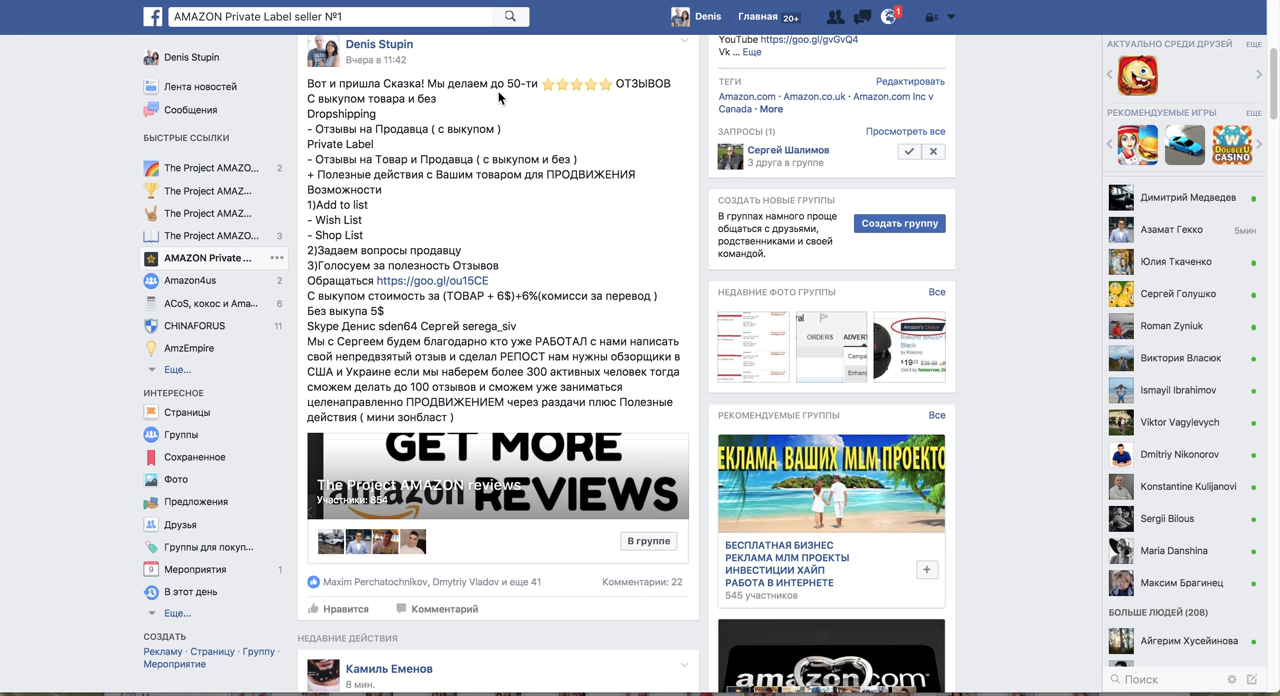 AMAZON Private Label seller №1
Denis
Главная 20+
1
Denis Stupin
Лента новостей
Сообщения
БЫСТРЫЕ ССЫЛКИ
The Project AMAZO... 2
The Project AMAZ...
The Project AMAZ...
The Project AMAZO... 3
AMAZON Private ...
Amazon4us 2
ACoS, кокос и Ama... 6
CHINAFORUS 11
AmzEmpire
Еще...
ИНТЕРЕСНОЕ
Страницы
Группы
Сохраненное
Фото
Предложения
Друзья
Группы для покуп...
Мероприятия 1
В этот день
Еще...
СОЗДАТЬ
Рекламу · Страницу · Группу ·
Мероприятие
Denis Stupin
Вчера в 11:42
Вот и пришла Сказка! Мы делаем до 50-ти ⭐⭐⭐⭐⭐ ОТЗЫВОВ
С выкупом товара и без
Dropshipping
- Отзывы на Продавца ( с выкупом )
Private Label
- Отзывы на Товар и Продавца ( с выкупом и без )
+ Полезные действия с Вашим товаром для ПРОДВИЖЕНИЯ
Возможности
1)Add to list
- Wish List
- Shop List
2)Задаем вопросы продавцу
3)Голосуем за полезность Отзывов
Обращаться https://goo.gl/ou15CE
С выкупом стоимость за (ТОВАР + 6$)+6%(комисси за перевод )
Без выкупа 5$
Skype Денис sden64 Сергей serega_siv
Мы с Сергеем будем благодарно кто уже РАБОТАЛ с нами написать
свой непредвзятый отзыв и сделал РЕПОСТ нам нужны обзорщики в
США и Украине если мы наберем более 300 активных человек тогда
сможем делать до 100 отзывов и сможем уже заниматься
целенаправленно ПРОДВИЖЕНИЕМ через раздачи плюс Полезные
действия ( мини зонбласт )
GET MORE
The Project AMAZON reviews
Участники: 854
REVIEWS
В группе
Maxim Perchatochnikov, Dmytriy Vladov и еще 41
Комментарии: 22
Нравится
Комментарий
НЕДАВНИЕ ДЕЙСТВИЯ
Камиль Еменов
8 мин.
YouTube https://goo.gl/gvGvQ4
Vk ... Еще
ТЕГИ Редактировать
Amazon.com · Amazon.co.uk · Amazon.com Inc v
Canada · More
ЗАПРОСЫ (1) Просмотреть все
Сергей Шалимов
3 друга в группе
СОЗДАТЬ НОВЫЕ ГРУППЫ
В группах намного проще
общаться с друзьями,
родственниками и своей
командой.
Создать группу
НЕДАВНИЕ ФОТО ГРУППЫ Все
ORDERS
Campa
Enhanc
Amazon's Choice
Black
РЕКОМЕНДУЕМЫЕ ГРУППЫ Все
ЕКЛАМА ВАШИХ MLM ПРОЕКТО
БЕСПЛАТНАЯ БИЗНЕС
РЕКЛАМА МЛМ ПРОЕКТЫ
ИНВЕСТИЦИИ ХАЙП
РАБОТА В ИНТЕРНЕТЕ
545 участников
amazon.com
АКТУАЛЬНО СРЕДИ ДРУЗЕЙ ЕЩЕ
РЕКОМЕНДУЕМЫЕ ИГРЫ ЕЩЕ
DOUBLEU
CASINO
Димитрий Медведев
Азамат Гекко 5мин
Юлия Ткаченко
Сергей Голушко
Roman Zyniuk
Виктория Власюк
Ismayil Ibrahimov
Viktor Vagylevych
Dmitriy Nikonorov
Konstantine Kulijanovi
Sergii Bilous
Maria Danshina
Максим Брагинец
БОЛЬШЕ ЛЮДЕЙ (208)
Айгерим Хусейинова
Поиск